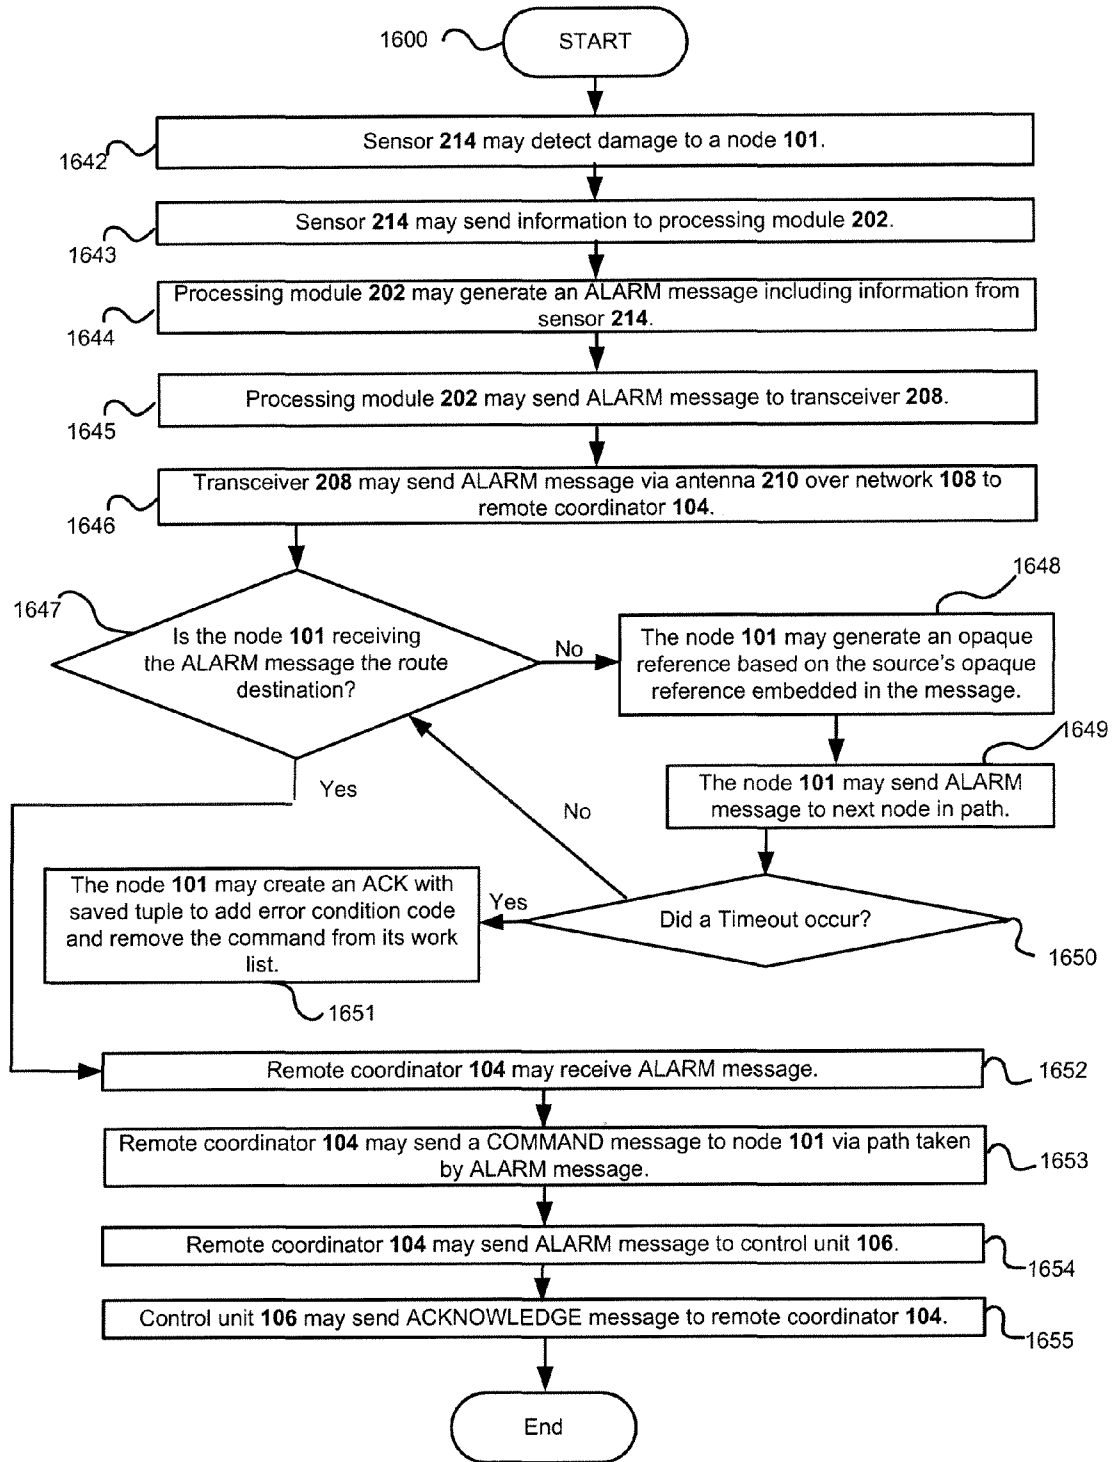 1600
START
1642
Sensor 214 may detect damage to a node 101.
1643
Sensor 214 may send information to processing module 202.
1644
Processing module 202 may generate an ALARM message including information from
sensor 214.
1645
Processing module 202 may send ALARM message to transceiver 208.
1646
Transceiver 208 may send ALARM message via antenna 210 over network 108 to
remote coordinator 104.
1647
Is the node 101 receiving
the ALARM message the route
destination?
No
1648
The node 101 may generate an opaque
reference based on the source's opaque
reference embedded in the message.
1649
The node 101 may send ALARM
message to next node in path.
Yes
No
Did a Timeout occur?
1650
Yes
The node 101 may create an ACK with
saved tuple to add error condition code
and remove the command from its work
list.
1651
Remote coordinator 104 may receive ALARM message.
1652
Remote coordinator 104 may send a COMMAND message to node 101 via path taken
by ALARM message.
1653
Remote coordinator 104 may send ALARM message to control unit 106.
1654
Control unit 106 may send ACKNOWLEDGE message to remote coordinator 104.
1655
End